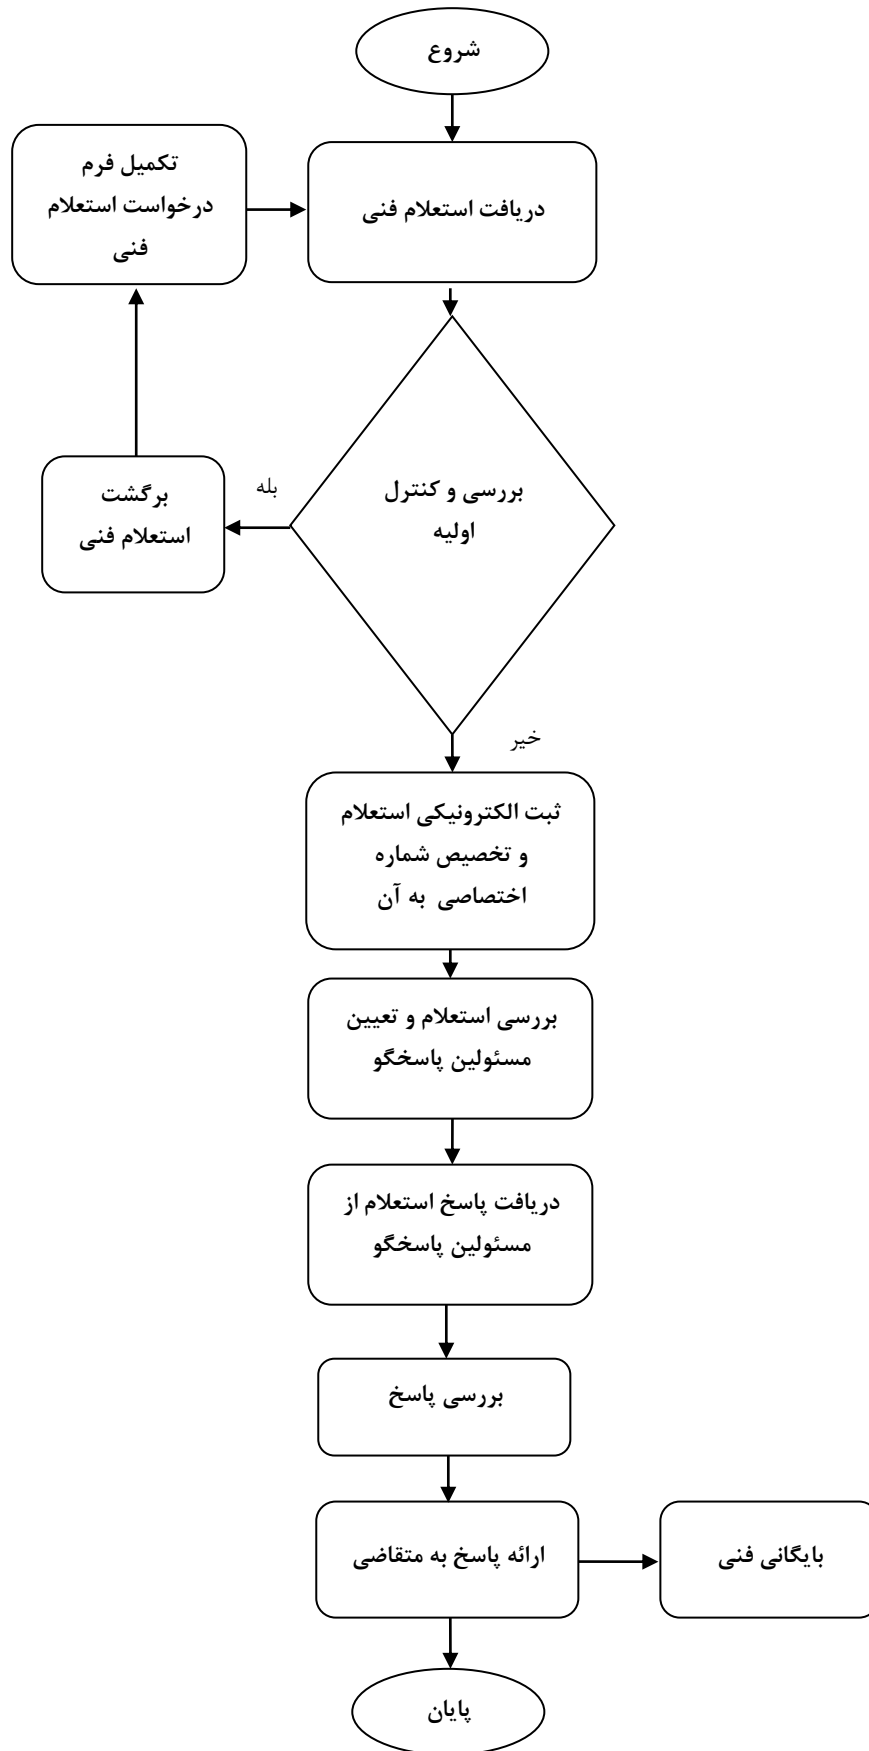 شروع
تکمیل فرم
درخواست استعلام
فنی
دریافت استعلام فنی
بررسی و کنترل
اولیه
بله
برگشت
استعلام فنی
خیر
ثبت الکترونیکی استعلام
و تخصیص شماره
اختصاصی به آن
بررسی استعلام و تعیین
مسئولین پاسخگو
دریافت پاسخ استعلام از
مسئولین پاسخگو
بررسی پاسخ
ارائه پاسخ به متقاضی
بایگانی فنی
پایان